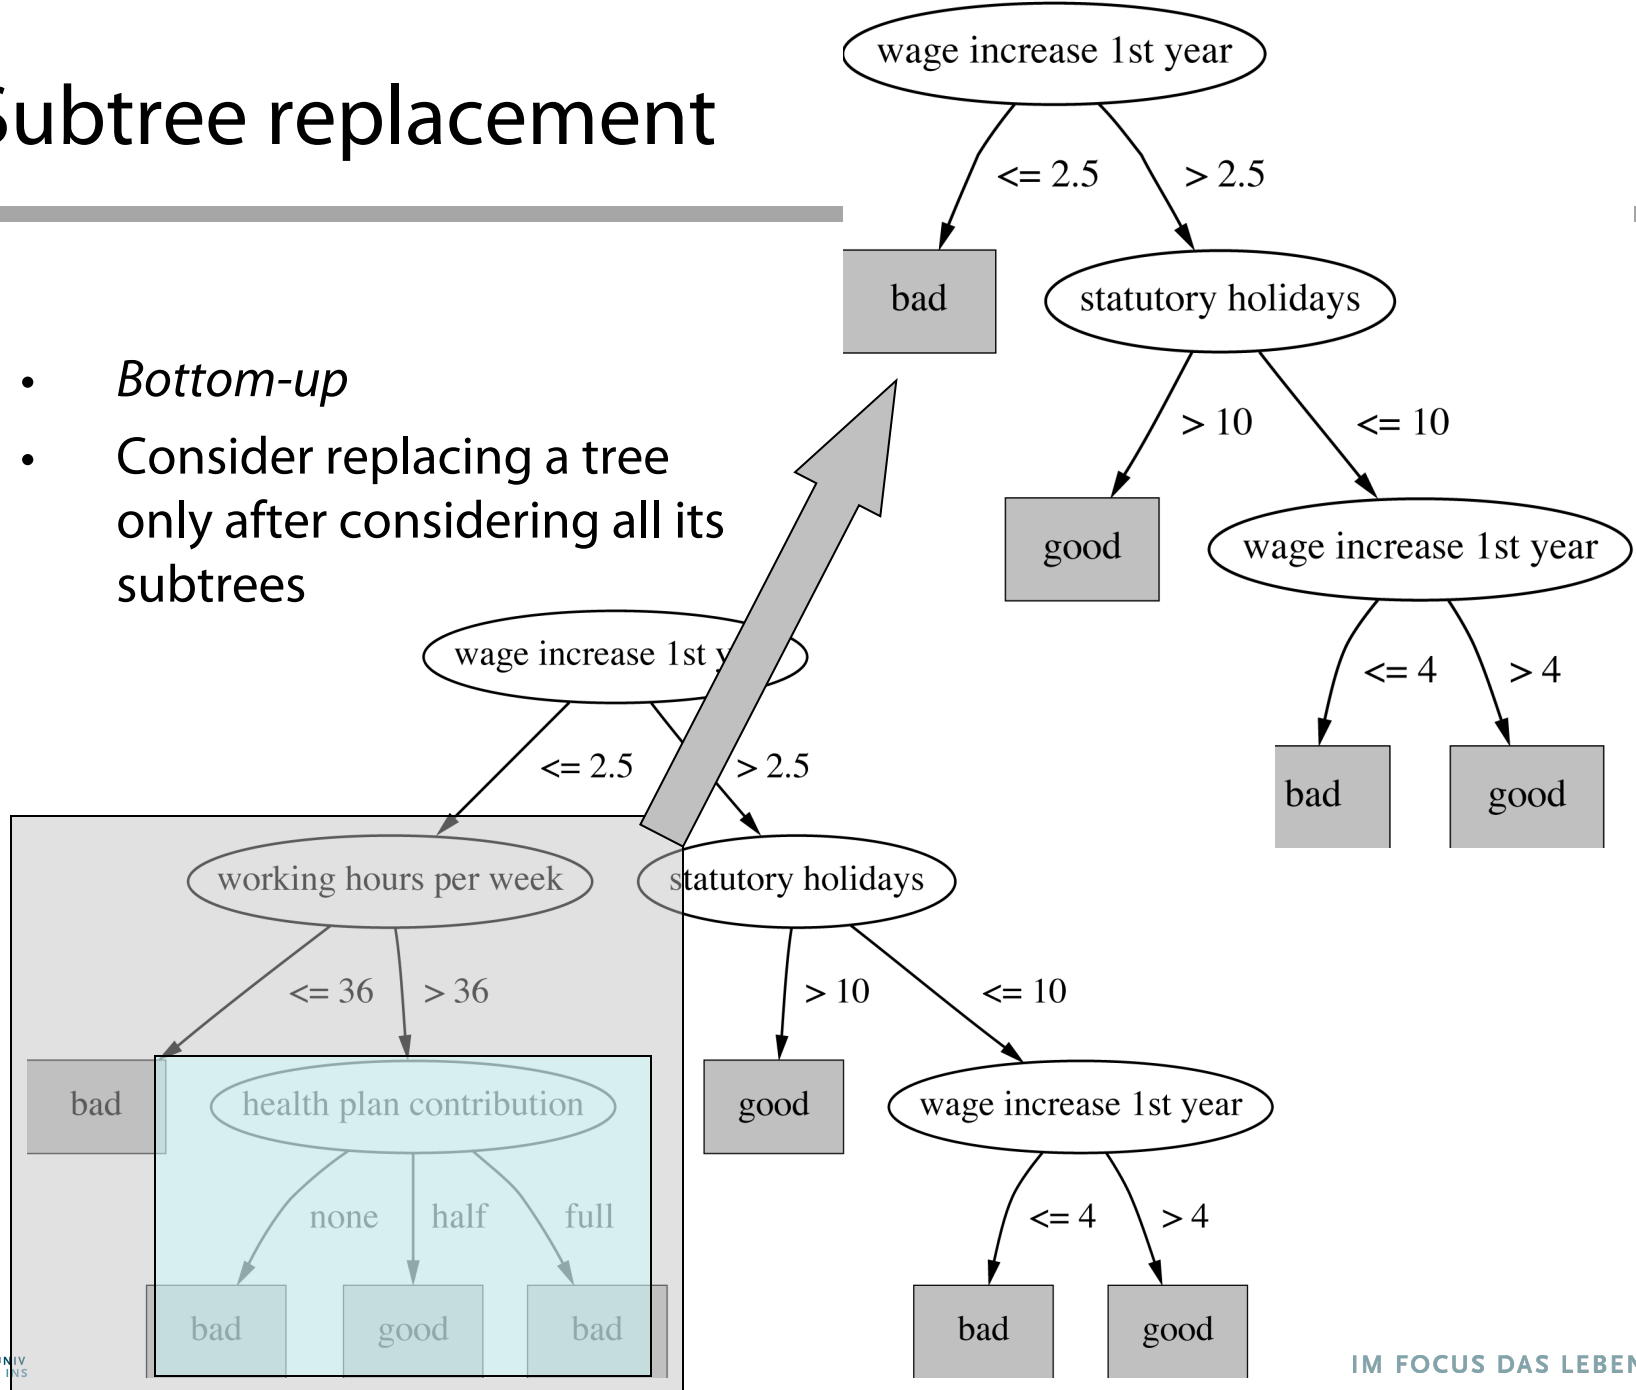 Subtree replacement
• Bottom-up
• Consider replacing a tree
only after considering all its
subtrees
wage increase 1st year
<= 2.5
> 2.5
bad
statutory holidays
> 10
<= 10
good
wage increase 1st year
<= 4
> 4
bad
good
wage increase 1st
<= 2.5
> 2.5
working hours per week
statutory holidays
<= 36
> 36
> 10
<= 10
bad
health plan contribution
good
wage increase 1st year
none
half
full
<= 4
> 4
bad
good
bad
bad
good
UNIV
INS
IM FOCUS DAS LEBEN